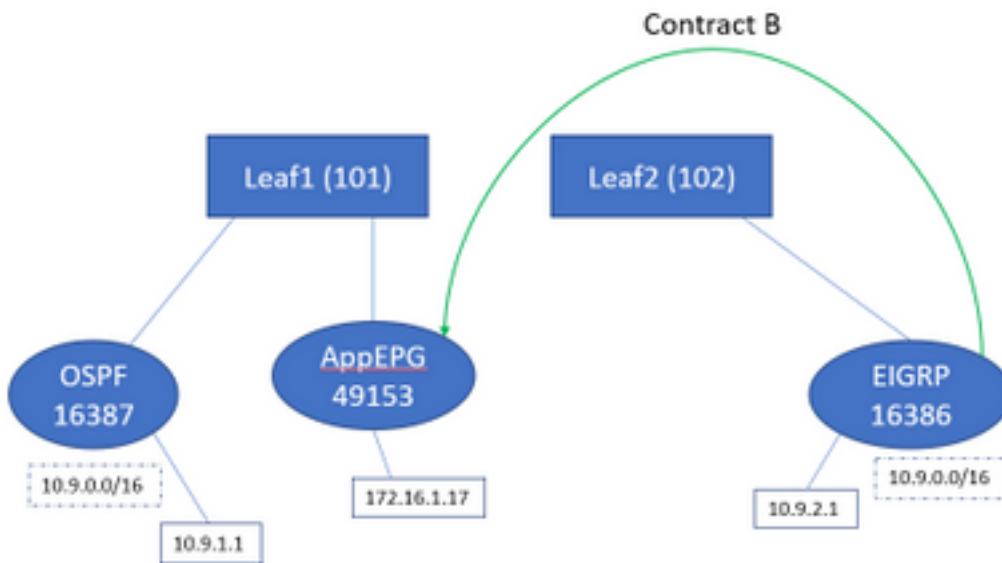 Contract B
Leaf1 (101)
Leaf2 (102)
OSPF
16387
AppEPG
49153
EIGRP
16386
10.9.0.0/16
172.16.1.17
10.9.0.0/16
10.9.2.1
10.9.1.1